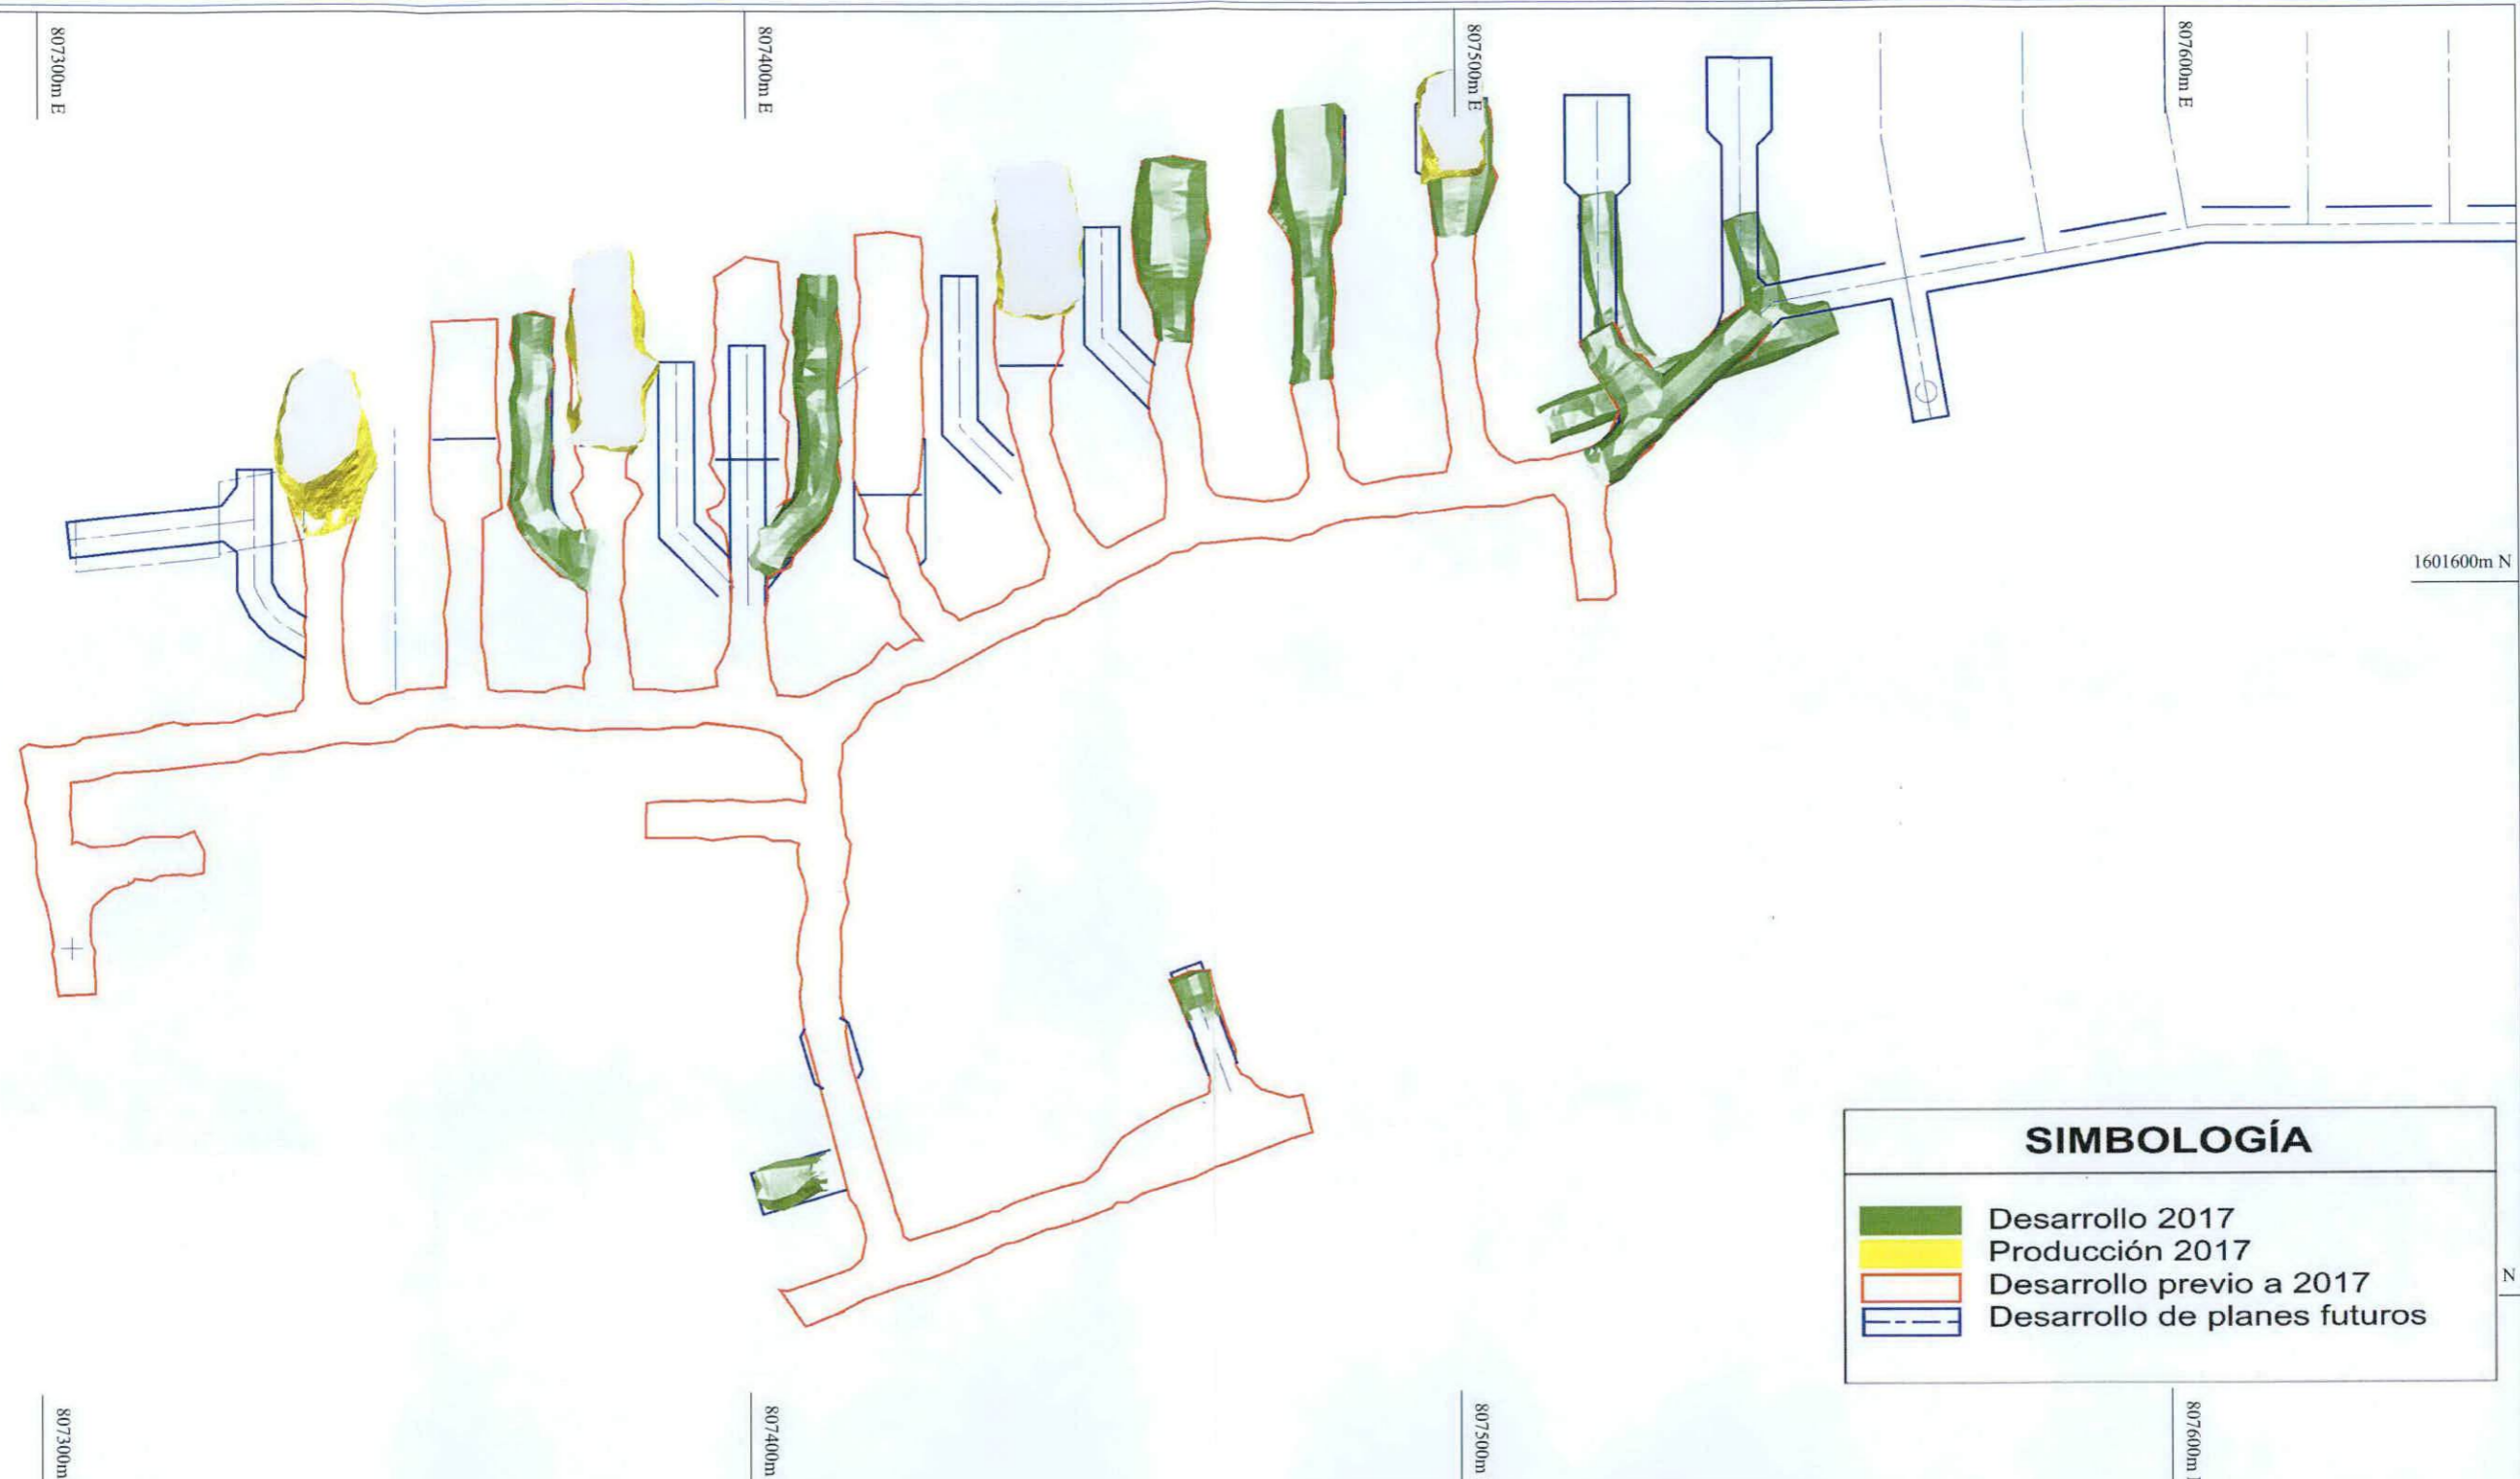 807300m E
807400m E
807500m E
807600m E
1601600m N
SIMBOLOGÍA
Desarrollo 2017
Producción 2017
Desarrollo previo a 2017
Desarrollo de planes futuros
N
807300m
807400m
807500m
807600m